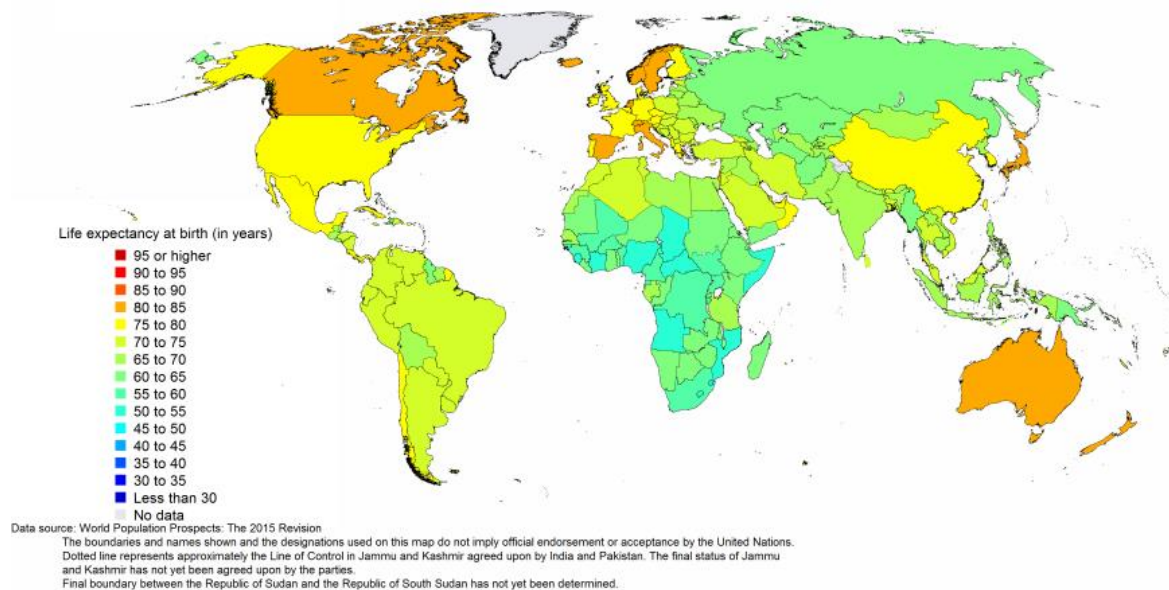 Life expectancy at birth (in years)
95 or higher
90 to 95
85 to 90
80 to 85
75 to 80
70 to 75
65 to 70
60 to 65
55 to 60
50 to 55
45 to 50
40 to 45
35 to 40
30 to 35
Less than 30
No data
Data source: World Population Prospects: The 2015 Revision
The boundaries and names shown and the designations used on this map do not imply official endorsement or acceptance by the United Nations.
Dotted line represents approximately the Line of Control in Jammu and Kashmir agreed upon by India and Pakistan. The final status of Jammu
and Kashmir has not yet been agreed upon by the parties.
Final boundary between the Republic of Sudan and the Republic of South Sudan has not yet been determined.